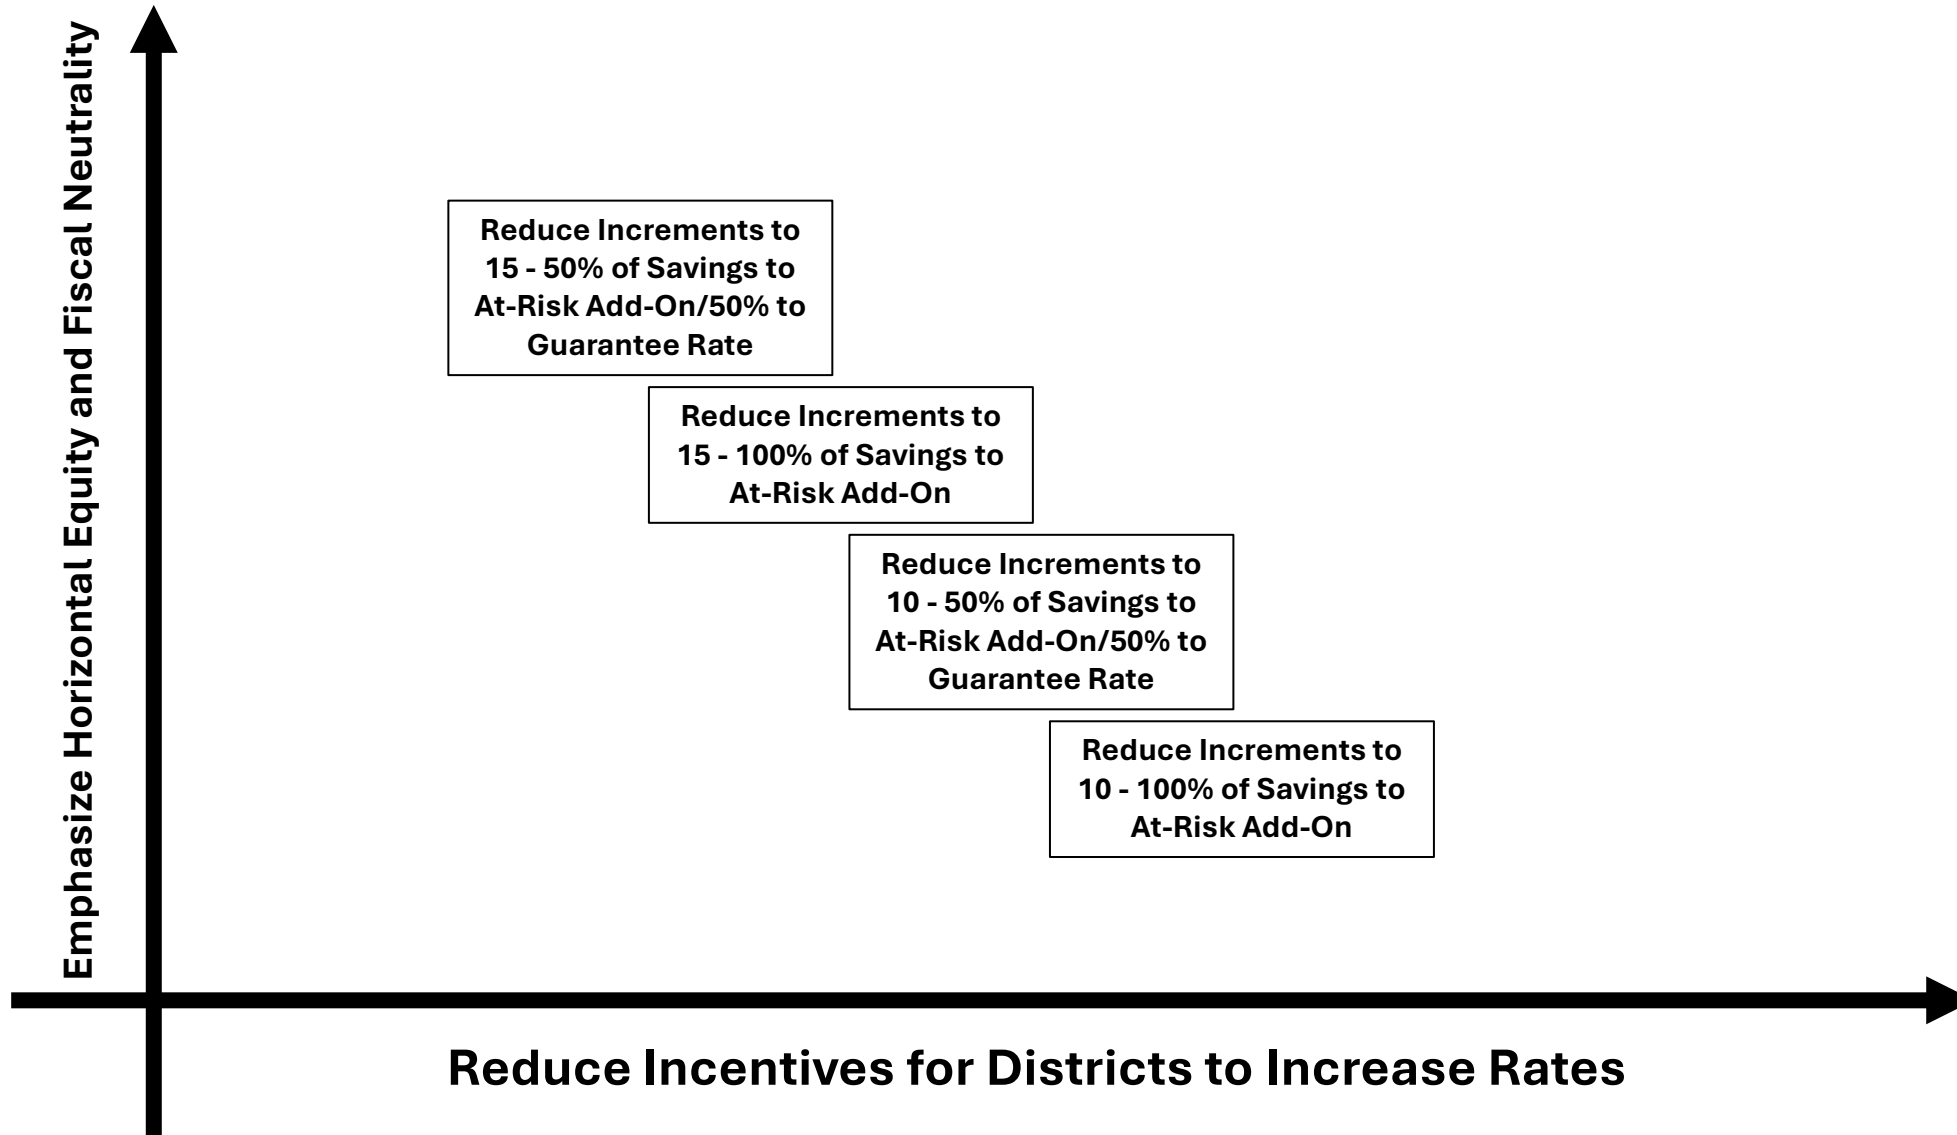 Emphasize Horizontal Equity and Fiscal Neutrality
Reduce Increments to
15 - 50% of Savings to
At-Risk Add-On/50% to
Guarantee Rate
Reduce Increments to
15 - 100% of Savings to
At-Risk Add-On
Reduce Increments to
10 - 50% of Savings to
At-Risk Add-On/50% to
Guarantee Rate
Reduce Increments to
10 - 100% of Savings to
At-Risk Add-On
Reduce Incentives for Districts to Increase Rates